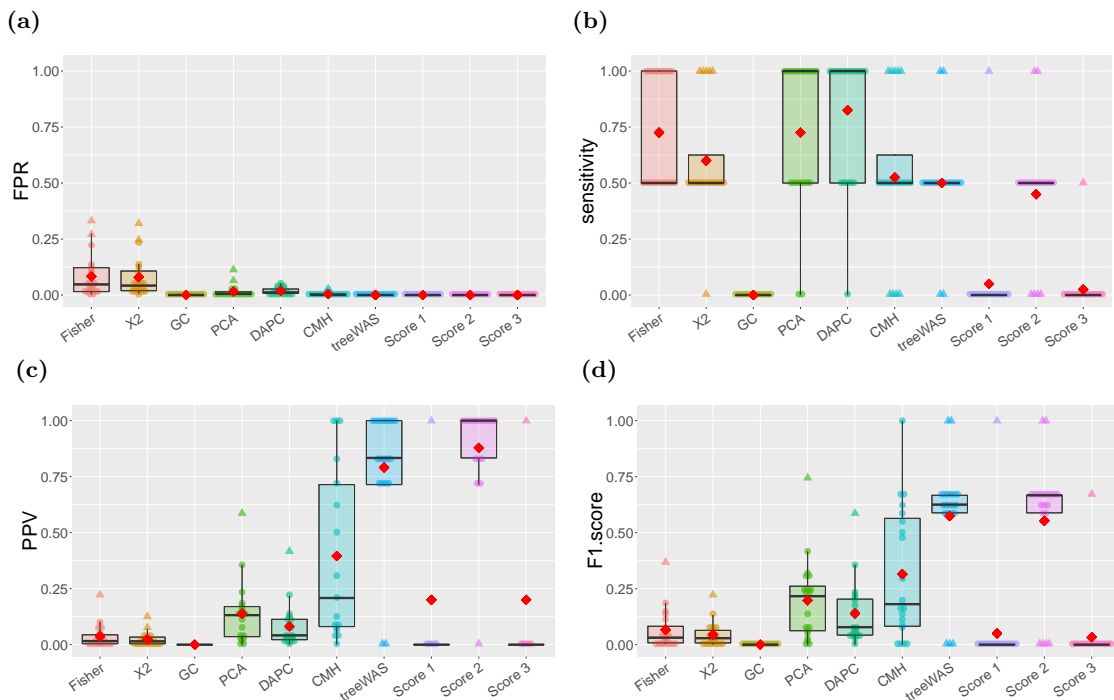 (a)
FPR
1.00
0.75
0.50
0.25
0.00
Fisher
X2
GC
PCA
DAPC
CMH
treeWAS
Score 1
Score 2
Score 3
(b)
sensitivity
1.00
0.75
0.50
0.25
0.00
Fisher
X2
GC
PCA
DAPC
CMH
treeWAS
Score 1
Score 2
Score 3
(c)
PPV
1.00
0.75
0.50
0.25
0.00
Fisher
X2
GC
PCA
DAPC
CMH
treeWAS
Score 1
Score 2
Score 3
(d)
F1.score
1.00
0.75
0.50
0.25
0.00
Fisher
X2
GC
PCA
DAPC
CMH
treeWAS
Score 1
Score 2
Score 3